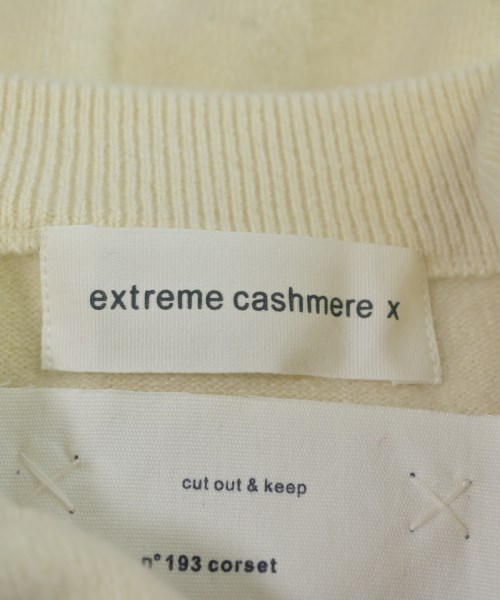 extreme cashmere x
cut out & keep
n° 193 corset